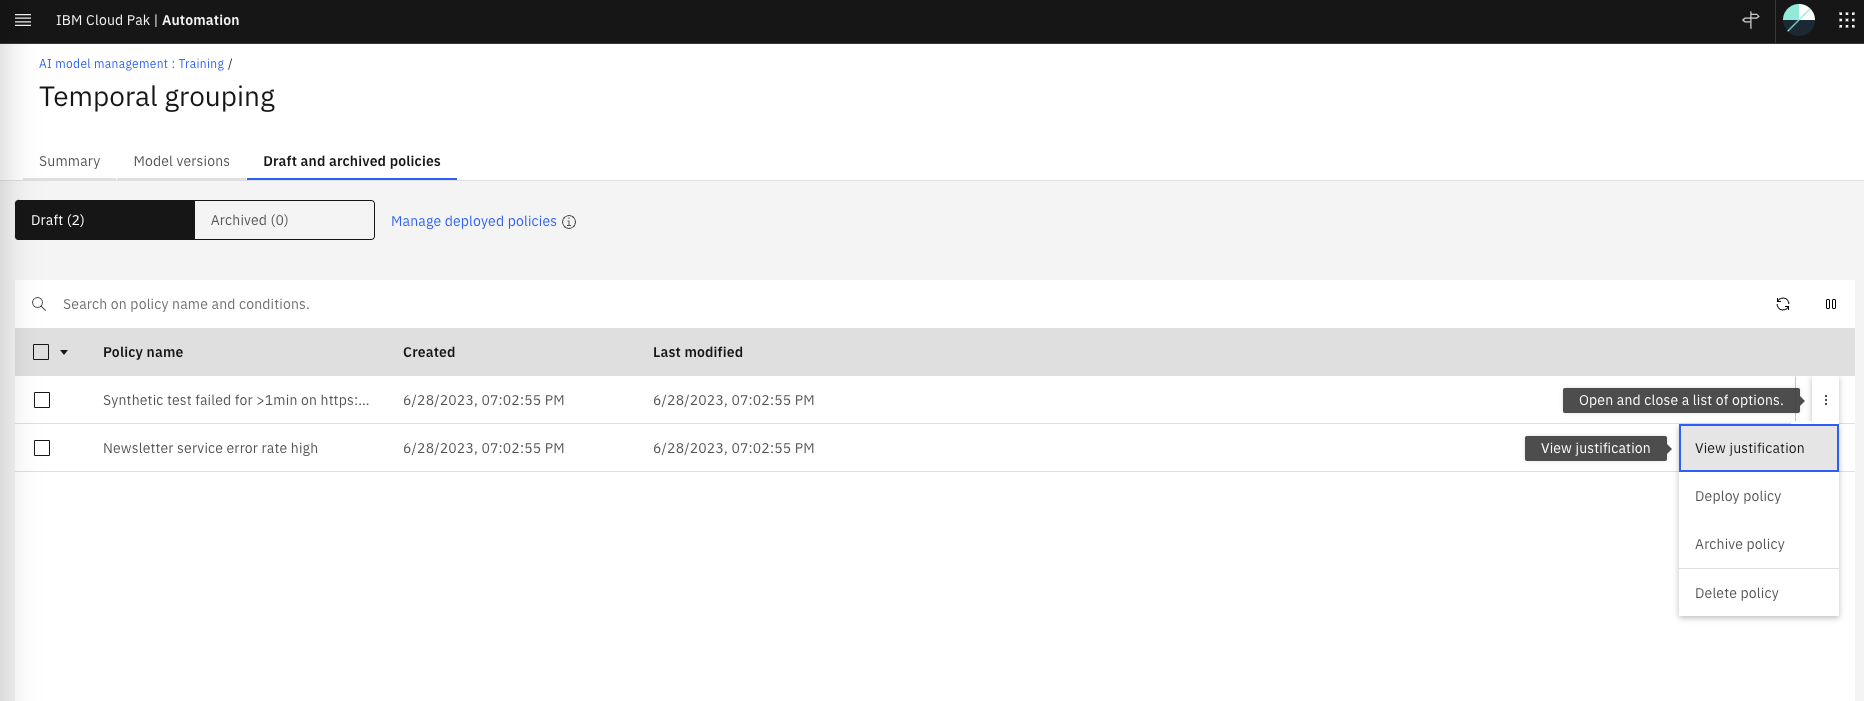 IBM Cloud Pak | Automation
AI model management : Training /
Temporal grouping
Summary
Model versions
Draft and archived policies
Draft (2)
Archived (0)
Manage deployed policies
Search on policy name and conditions.
Policy name
Created
Last modified
Synthetic test failed for >1min on https:...
6/28/2023, 07:02:55 PM
6/28/2023, 07:02:55 PM
Open and close a list of options.
Newsletter service error rate high
6/28/2023, 07:02:55 PM
6/28/2023, 07:02:55 PM
View justification
View justification
Deploy policy
Archive policy
Delete policy